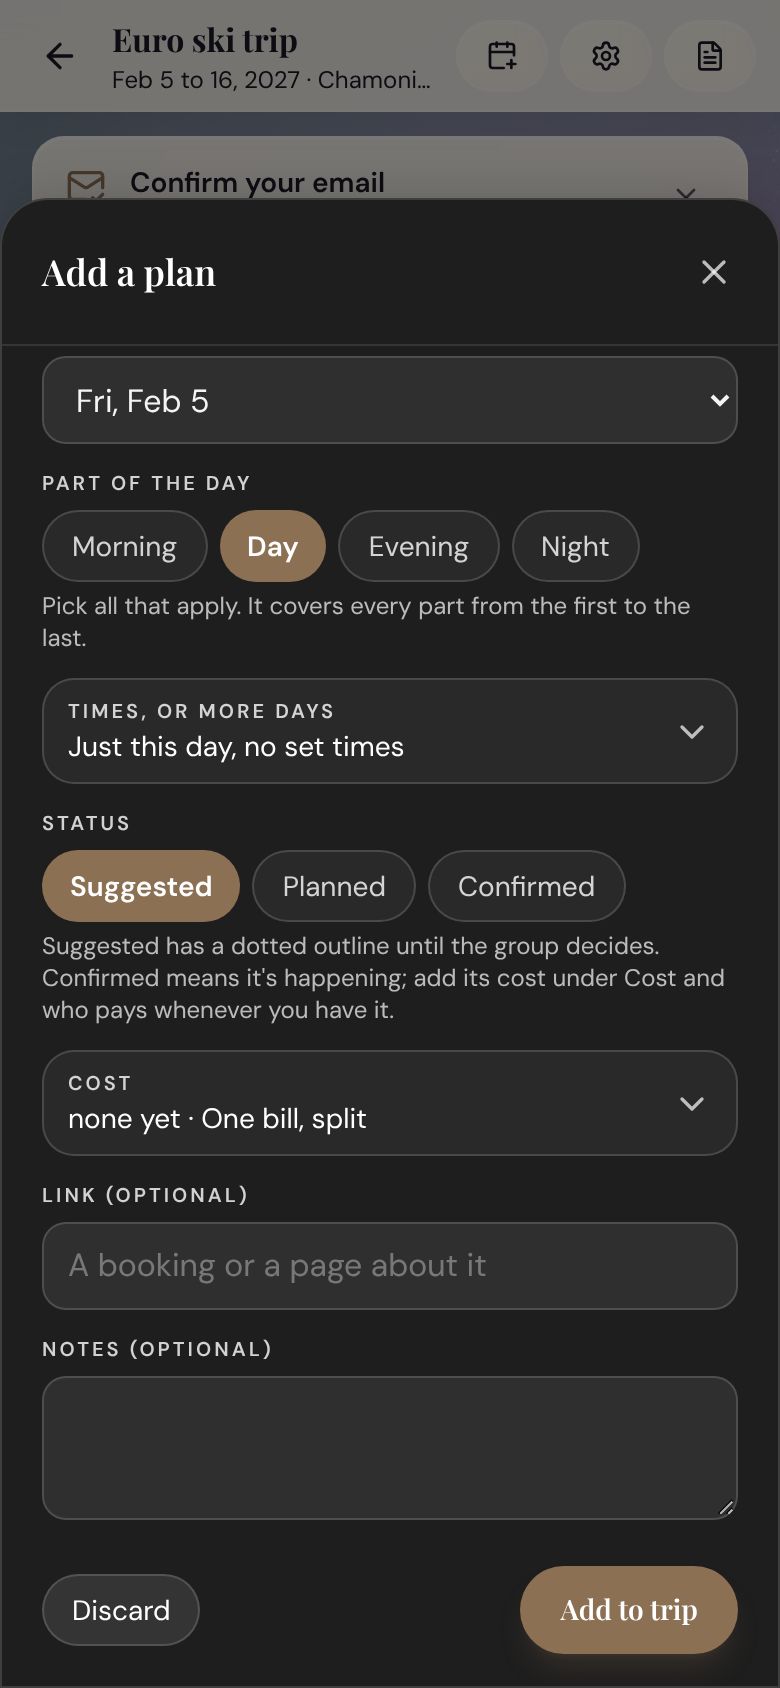 Euro ski trip
Feb 5 to 16, 2027 · Chamoni...
Confirm your email
Add a plan
Fri, Feb 5
PART OF THE DAY
Morning Day Evening Night
Pick all that apply. It covers every part from the first to the
last.
TIMES, OR MORE DAYS
Just this day, no set times
STATUS
Suggested Planned Confirmed
Suggested has a dotted outline until the group decides.
Confirmed means it's happening; add its cost under Cost and
who pays whenever you have it.
COST
none yet · One bill, split
LINK (OPTIONAL)
A booking or a page about it
NOTES (OPTIONAL)
Discard Add to trip